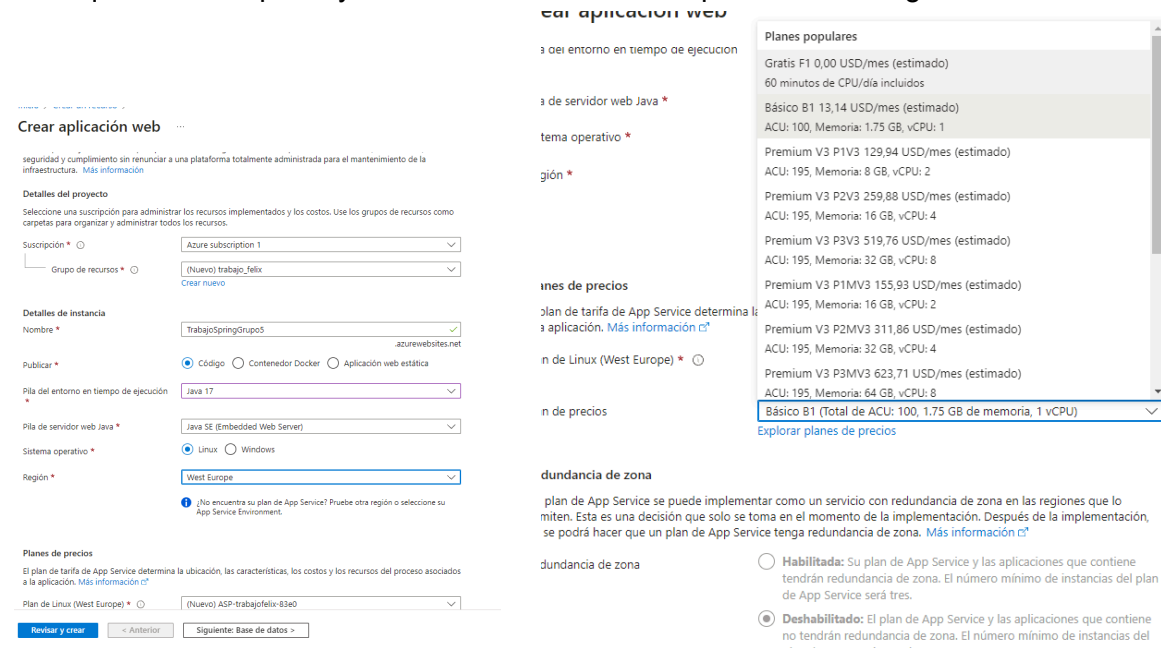 ear aplicación web
Crear aplicación web ...
seguridad y cumplimiento sin renunciar a una plataforma totalmente administrada para el mantenimiento de la
infraestructura. Más información
Detalles del proyecto
Seleccione una suscripción para administrar los recursos implementados y los costos. Use los grupos de recursos como
carpetas para organizar y administrar todos los recursos.
Suscripción * Azure subscription 1
Grupo de recursos * (Nuevo) trabajo_felix
Crear nuevo
Detalles de instancia
Nombre * TrabajoSpringGrupo5
.azurewebsites.net
Publicar * Código Contenedor Docker Aplicación web estática
Pila del entorno en tiempo de ejecución * Java 17
Pila de servidor web Java * Java SE (Embedded Web Server)
Sistema operativo * Linux Windows
Región * West Europe
¿No encuentra su plan de App Service? Pruebe otra región o seleccione su
App Service Environment.
Planes de precios
El plan de tarifa de App Service determina la ubicación, las características, los costos y los recursos del proceso asociados
a la aplicación. Más información
Plan de Linux (West Europe) * (Nuevo) ASP-trabajofelix-83e0
Revisar y crear < Anterior Siguiente: Base de datos >
a del entorno en tiempo de ejecución
a de servidor web Java *
tema operativo *
gión *
Planes populares
Gratis F1 0,00 USD/mes (estimado)
60 minutos de CPU/día incluidos
Básico B1 13,14 USD/mes (estimado)
ACU: 100, Memoria: 1.75 GB, vCPU: 1
Premium V3 P1V3 129,94 USD/mes (estimado)
ACU: 195, Memoria: 8 GB, vCPU: 2
Premium V3 P2V3 259,88 USD/mes (estimado)
ACU: 195, Memoria: 16 GB, vCPU: 4
Premium V3 P3V3 519,76 USD/mes (estimado)
ACU: 195, Memoria: 32 GB, vCPU: 8
Premium V3 P1MV3 155,93 USD/mes (estimado)
ACU: 195, Memoria: 16 GB, vCPU: 2
Premium V3 P2MV3 311,86 USD/mes (estimado)
ACU: 195, Memoria: 32 GB, vCPU: 4
Premium V3 P3MV3 623,71 USD/mes (estimado)
ACU: 195, Memoria: 64 GB, vCPU: 8
anes de precios
plan de tarifa de App Service determina la
a aplicación. Más información
n de Linux (West Europe) *
n de precios Básico B1 (Total de ACU: 100, 1.75 GB de memoria, 1 vCPU)
Explorar planes de precios
dundancia de zona
plan de App Service se puede implementar como un servicio con redundancia de zona en las regiones que lo
miten. Esta es una decisión que solo se toma en el momento de la implementación. Después de la implementación,
se podrá hacer que un plan de App Service tenga redundancia de zona. Más información
dundancia de zona
Habilitada: Su plan de App Service y las aplicaciones que contiene
tendrán redundancia de zona. El número mínimo de instancias del plan
de App Service será tres.
Deshabilitado: El plan de App Service y las aplicaciones que contiene
no tendrán redundancia de zona. El número mínimo de instancias del